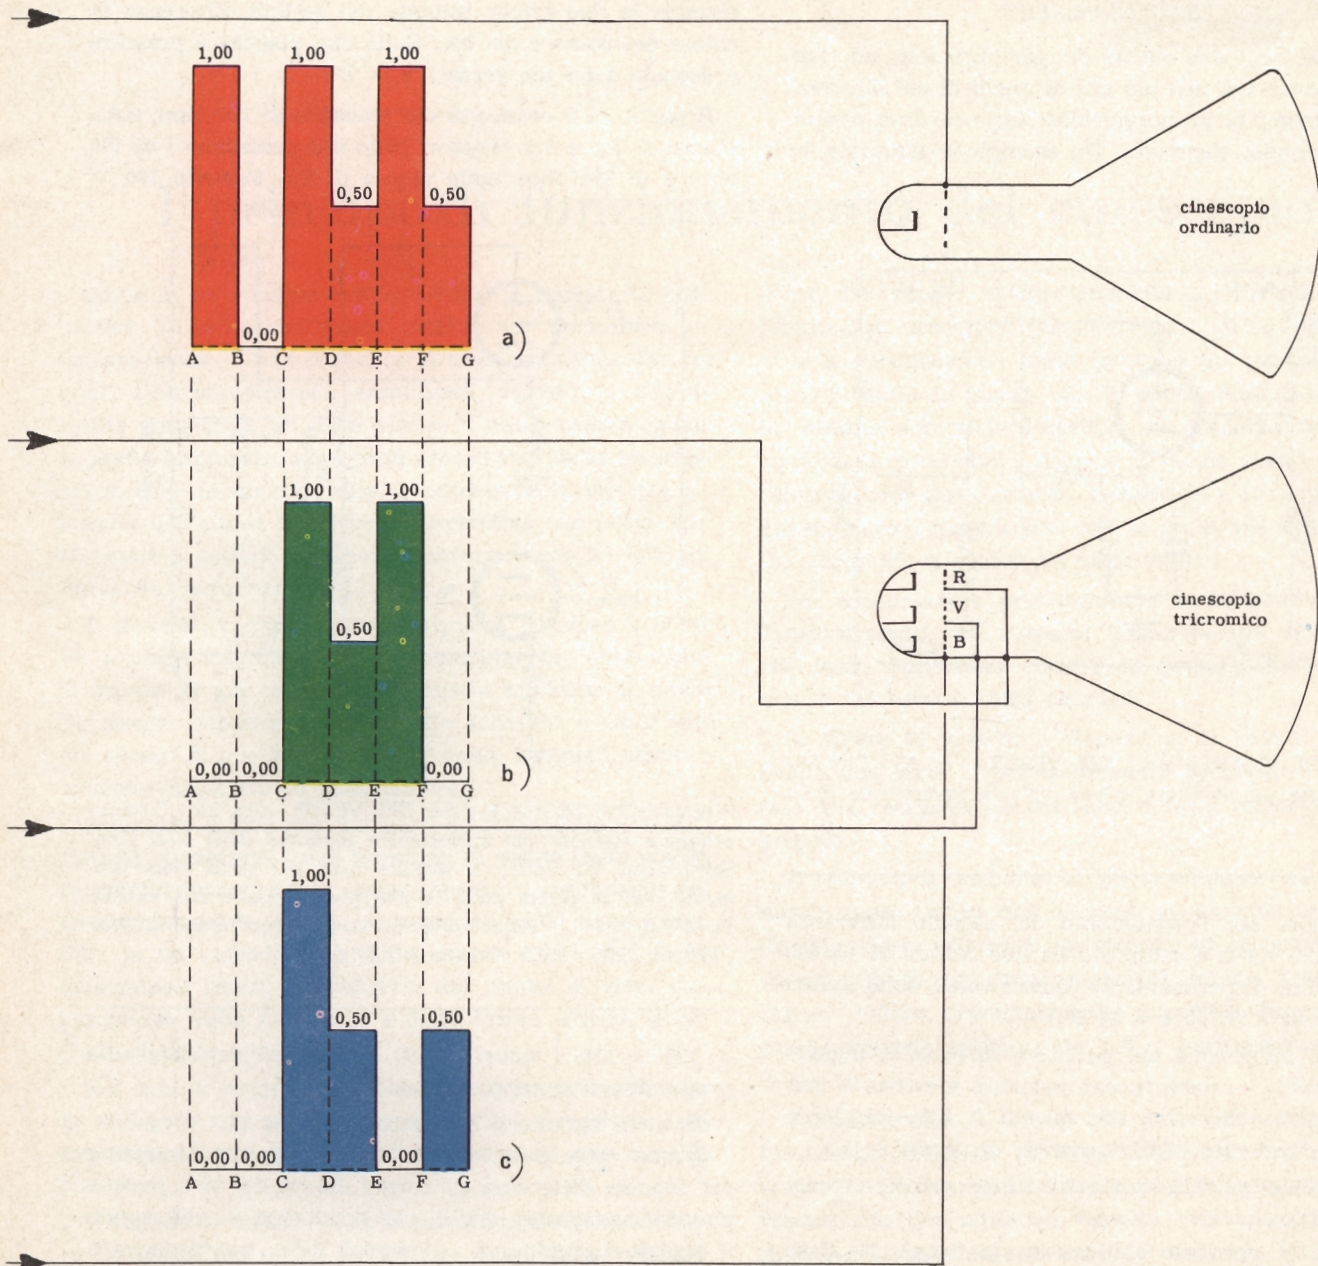 1,00 1,00 1,00
0,50 0,50
0,00
a)
A B C D E F G
cinescopio
ordinario
1,00 1,00
0,50
0,00 0,00 0,00
b)
A B C D E F G
R
V
B
cinescopio
tricromico
1,00
0,50 0,50
0,00 0,00 0,00
c)
A B C D E F G